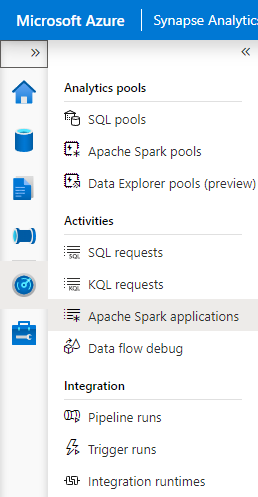 Microsoft Azure
Synapse Analytic
Analytics pools
SQL pools
Apache Spark pools
Data Explorer pools (preview)
Activities
SQL requests
KQL requests
Apache Spark applications
Data flow debug
Integration
Pipeline runs
Trigger runs
Integration runtimes